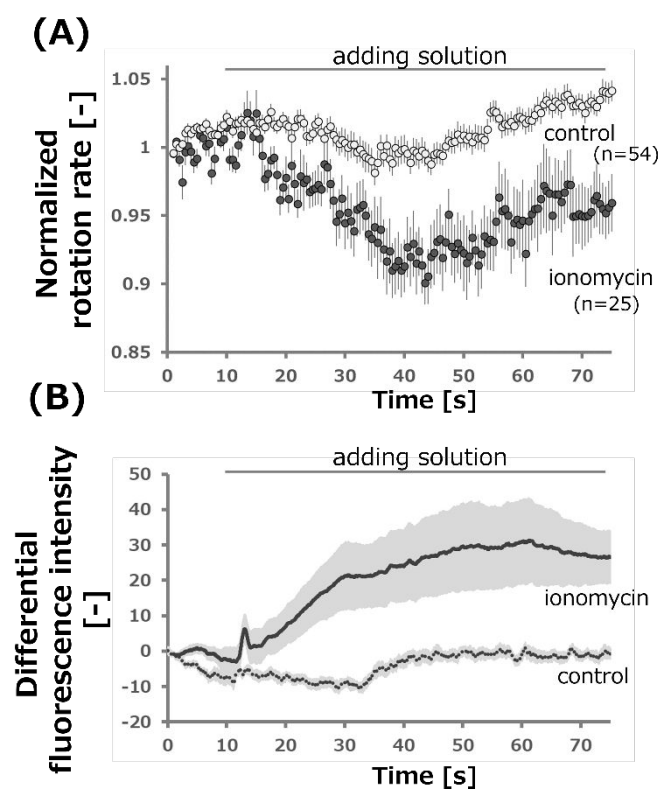 (A)
adding solution
Normalized
rotation rate [-]
1.05
1
0.95
0.9
0.85
control
(n=54)
ionomycin
(n=25)
0 10 20 30 40 50 60 70
Time [s]
(B)
adding solution
Differential
fluorescence intensity
[-]
50
40
30
20
10
0
-10
-20
ionomycin
control
0 10 20 30 40 50 60 70
Time [s]